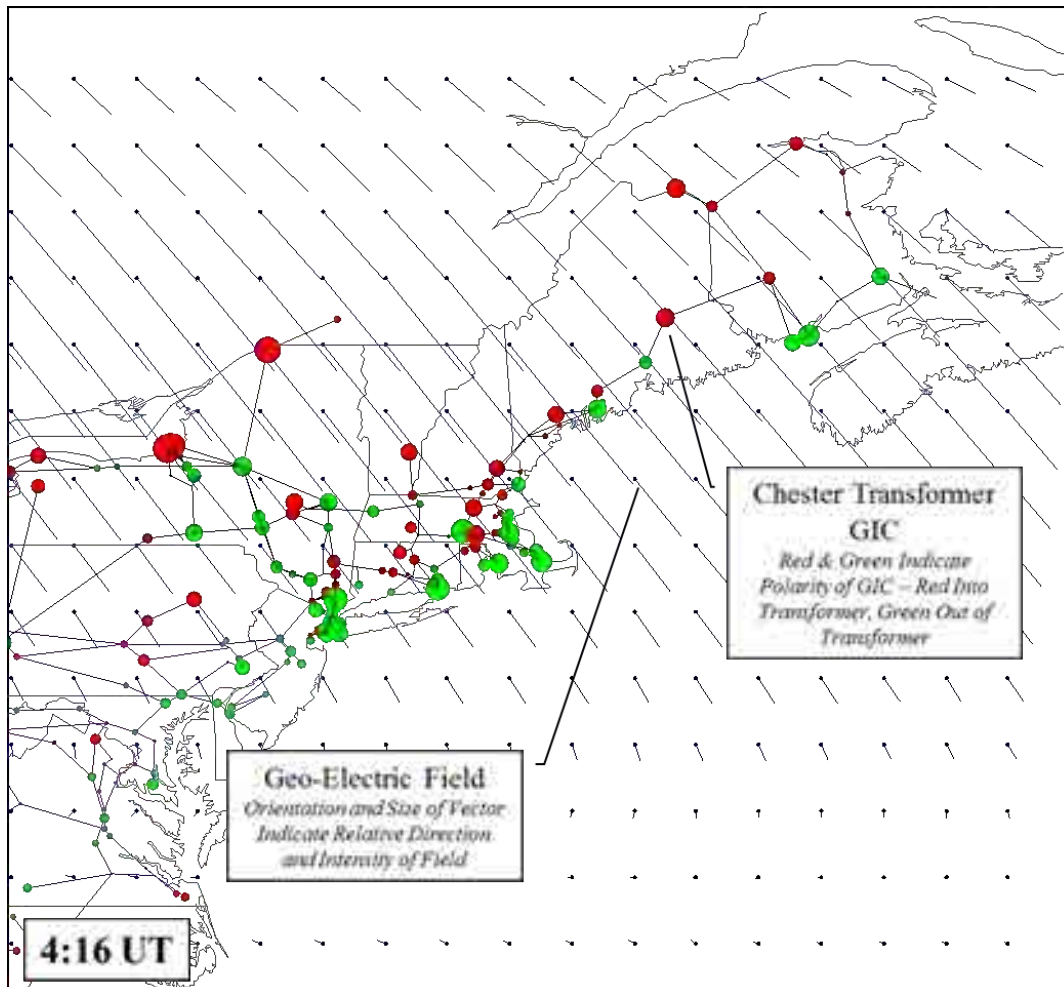 Chester Transformer
GIC
Red & Green Indicate
Polarity of GIC – Red Into
Transformer, Green Out of
Transformer
Geo-Electric Field
Orientation and Size of Vector
Indicate Relative Direction
and Intensity of Field
4:16 UT